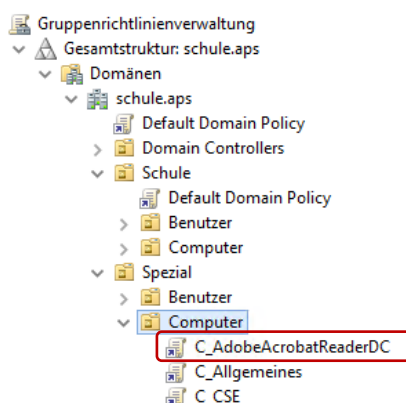 Gruppenrichtlinienverwaltung
Gesamtstruktur: schule.aps
Domänen
schule.aps
Default Domain Policy
Domain Controllers
Schule
Default Domain Policy
Benutzer
Computer
Spezial
Benutzer
Computer
C_AdobeAcrobatReaderDC
C_Allgemeines
C_CSE